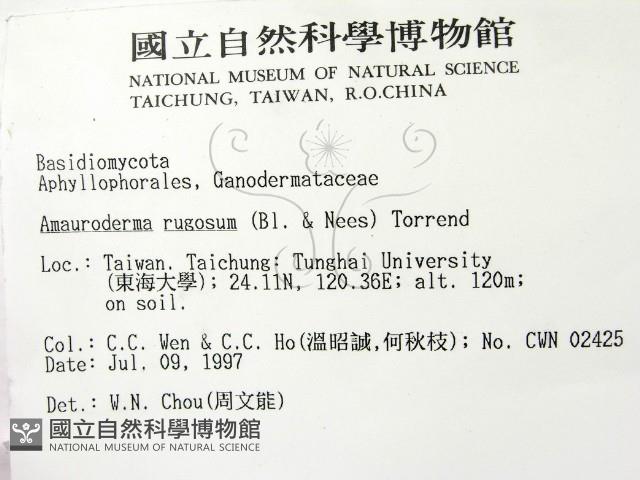 國立自然科學博物館
NATIONAL MUSEUM OF NATURAL SCIENCE
TAICHUNG, TAIWAN, R.O.CHINA
Basidiomycota
Aphyllophorales, Ganodermataceae
Amauroderma rugosum (Bl. & Nees) Torrend
Loc.: Taiwan. Taichung: Tunghai University
(東海大學); 24.11N, 120.36E; alt. 120m;
on soil.
Col.: C.C. Wen & C.C. Ho(溫昭誠,何秋枝); No. CWN 02425
Date: Jul. 09, 1997
Det.: W.N. Chou(周文能)
國立自然科學博物館
NATIONAL MUSEUM OF NATURAL SCIENCE